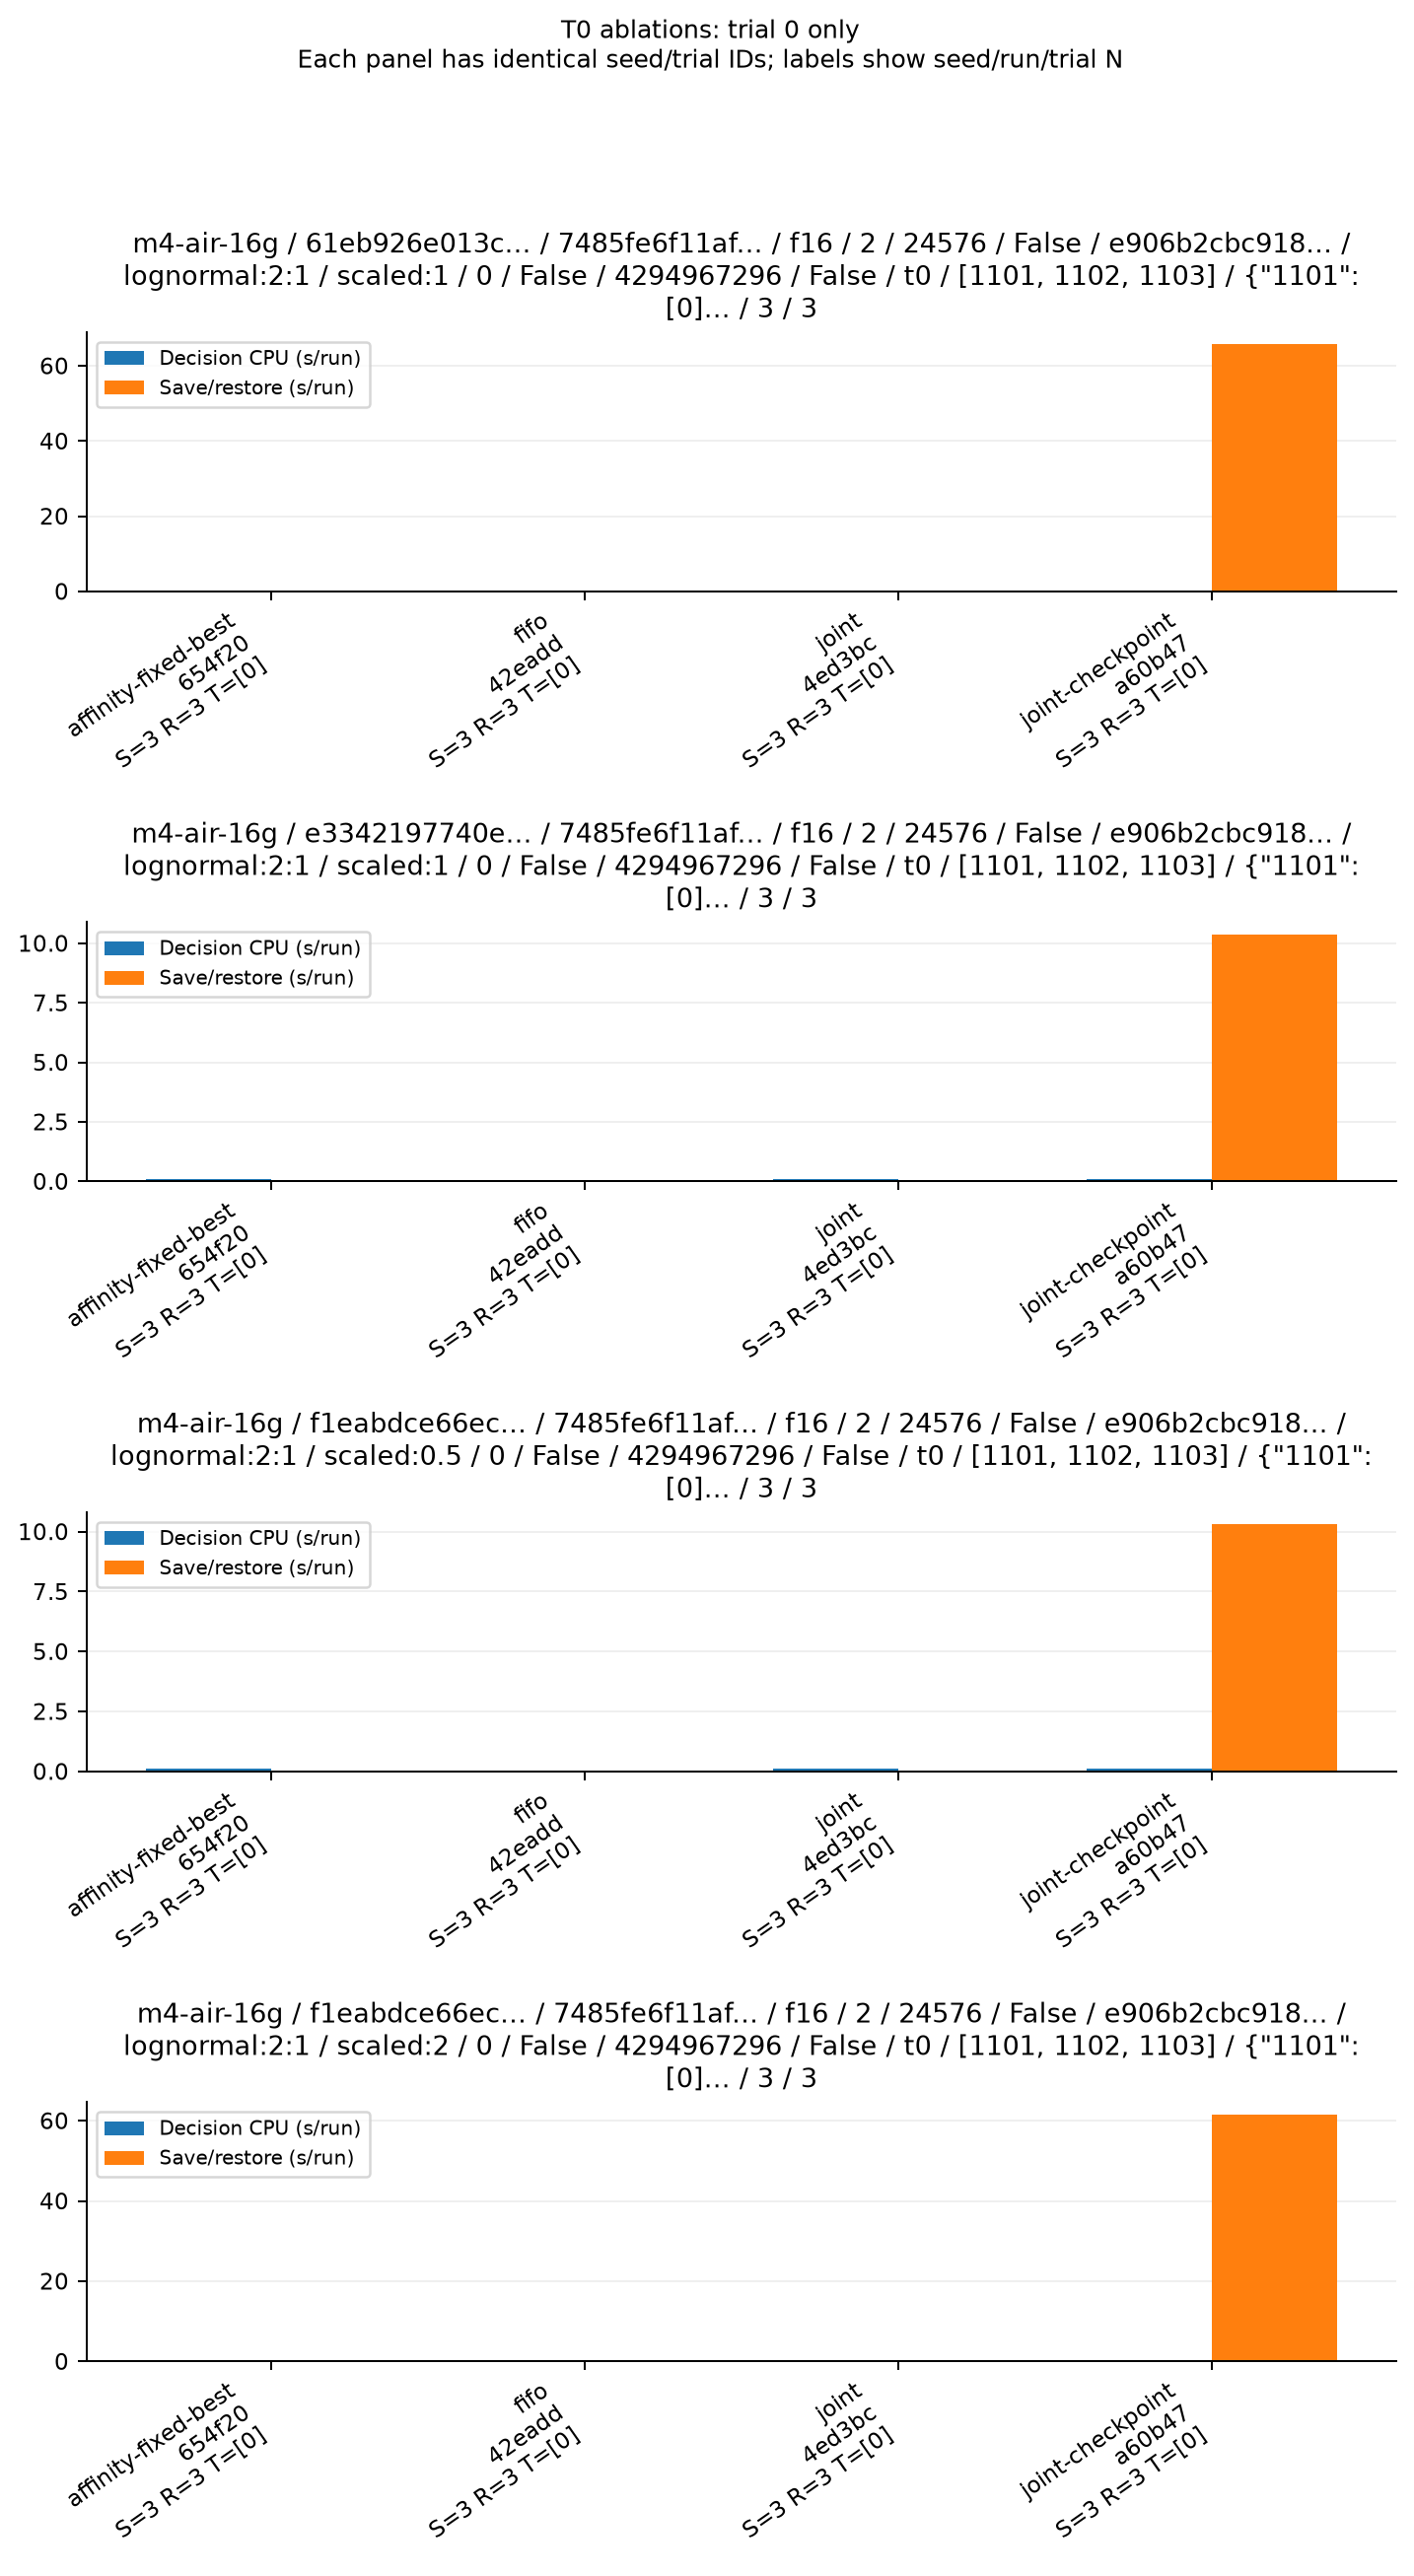 T0 ablations: trial 0 only
Each panel has identical seed/trial IDs; labels show seed/run/trial N
m4-air-16g / 61eb926e013c... / 7485fe6f11af... / f16 / 2 / 24576 / False / e906b2cbc918... /
lognormal:2:1 / scaled:1 / 0 / False / 4294967296 / False / t0 / [1101, 1102, 1103] / {"1101":
[0]... / 3 / 3
Decision CPU (s/run)
Save/restore (s/run)
60
40
20
0
affinity-fixed-best
654f20
S=3 R=3 T=[0]
fifo
42eadd
S=3 R=3 T=[0]
joint
4ed3bc
S=3 R=3 T=[0]
joint-checkpoint
a60b47
S=3 R=3 T=[0]
m4-air-16g / e3342197740e... / 7485fe6f11af... / f16 / 2 / 24576 / False / e906b2cbc918... /
lognormal:2:1 / scaled:1 / 0 / False / 4294967296 / False / t0 / [1101, 1102, 1103] / {"1101":
[0]... / 3 / 3
Decision CPU (s/run)
Save/restore (s/run)
10.0
7.5
5.0
2.5
0.0
affinity-fixed-best
654f20
S=3 R=3 T=[0]
fifo
42eadd
S=3 R=3 T=[0]
joint
4ed3bc
S=3 R=3 T=[0]
joint-checkpoint
a60b47
S=3 R=3 T=[0]
m4-air-16g / f1eabdce66ec... / 7485fe6f11af... / f16 / 2 / 24576 / False / e906b2cbc918... /
lognormal:2:1 / scaled:0.5 / 0 / False / 4294967296 / False / t0 / [1101, 1102, 1103] / {"1101":
[0]... / 3 / 3
Decision CPU (s/run)
Save/restore (s/run)
10.0
7.5
5.0
2.5
0.0
affinity-fixed-best
654f20
S=3 R=3 T=[0]
fifo
42eadd
S=3 R=3 T=[0]
joint
4ed3bc
S=3 R=3 T=[0]
joint-checkpoint
a60b47
S=3 R=3 T=[0]
m4-air-16g / f1eabdce66ec... / 7485fe6f11af... / f16 / 2 / 24576 / False / e906b2cbc918... /
lognormal:2:1 / scaled:2 / 0 / False / 4294967296 / False / t0 / [1101, 1102, 1103] / {"1101":
[0]... / 3 / 3
Decision CPU (s/run)
Save/restore (s/run)
60
40
20
0
affinity-fixed-best
654f20
S=3 R=3 T=[0]
fifo
42eadd
S=3 R=3 T=[0]
joint
4ed3bc
S=3 R=3 T=[0]
joint-checkpoint
a60b47
S=3 R=3 T=[0]